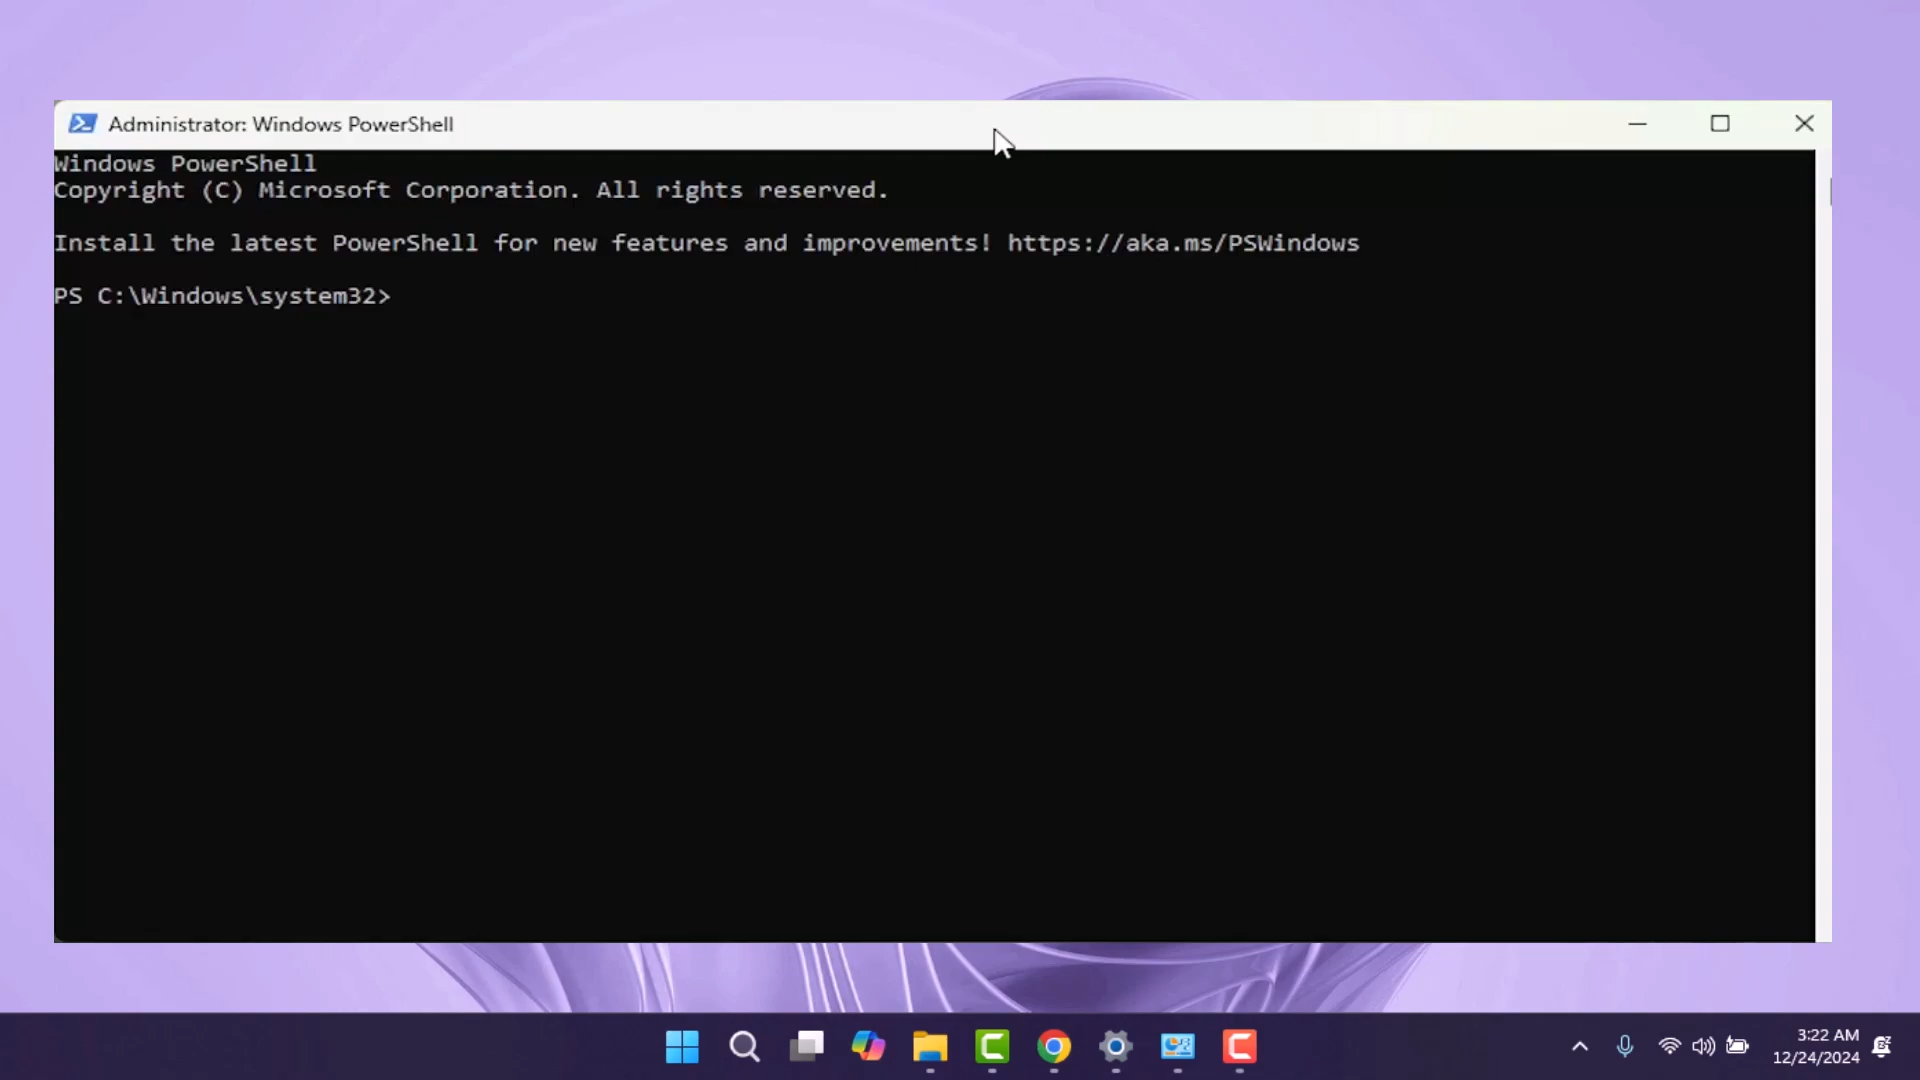 Administrator: Windows PowerShell
Windows PowerShell
Copyright (C) Microsoft Corporation. All rights reserved.
Install the latest PowerShell for new features and improvements! https://aka.ms/PSWindows
PS C:\Windows\system32>
3:22 AM
12/24/2024